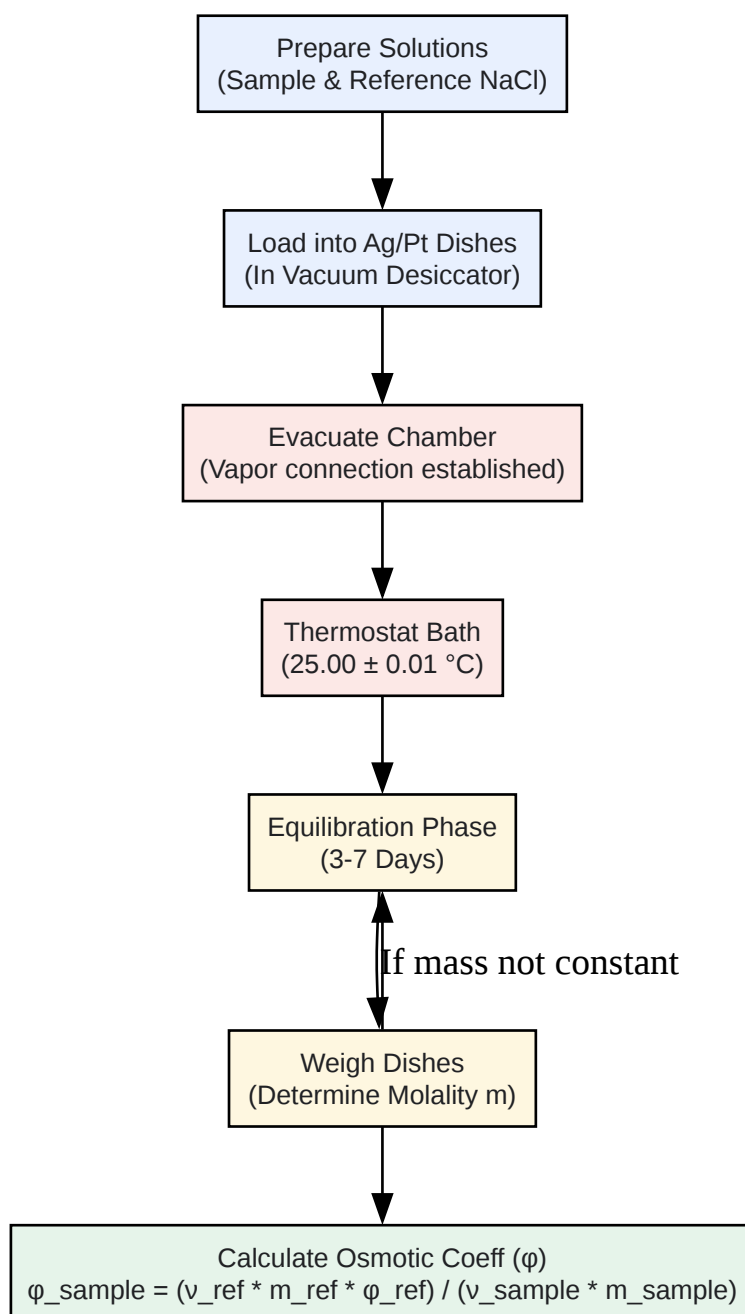 Prepare Solutions
(Sample & Reference NaCl)
Load into Ag/Pt Dishes
(In Vacuum Desiccator)
Evacuate Chamber
(Vapor connection established)
Thermostat Bath
(25.00 ± 0.01 °C)
Equilibration Phase
(3-7 Days)
If mass not constant
Weigh Dishes
(Determine Molality m)
Calculate Osmotic Coeff (φ)
φ_sample = (ν_ref * m_ref * φ_ref) / (ν_sample * m_sample)